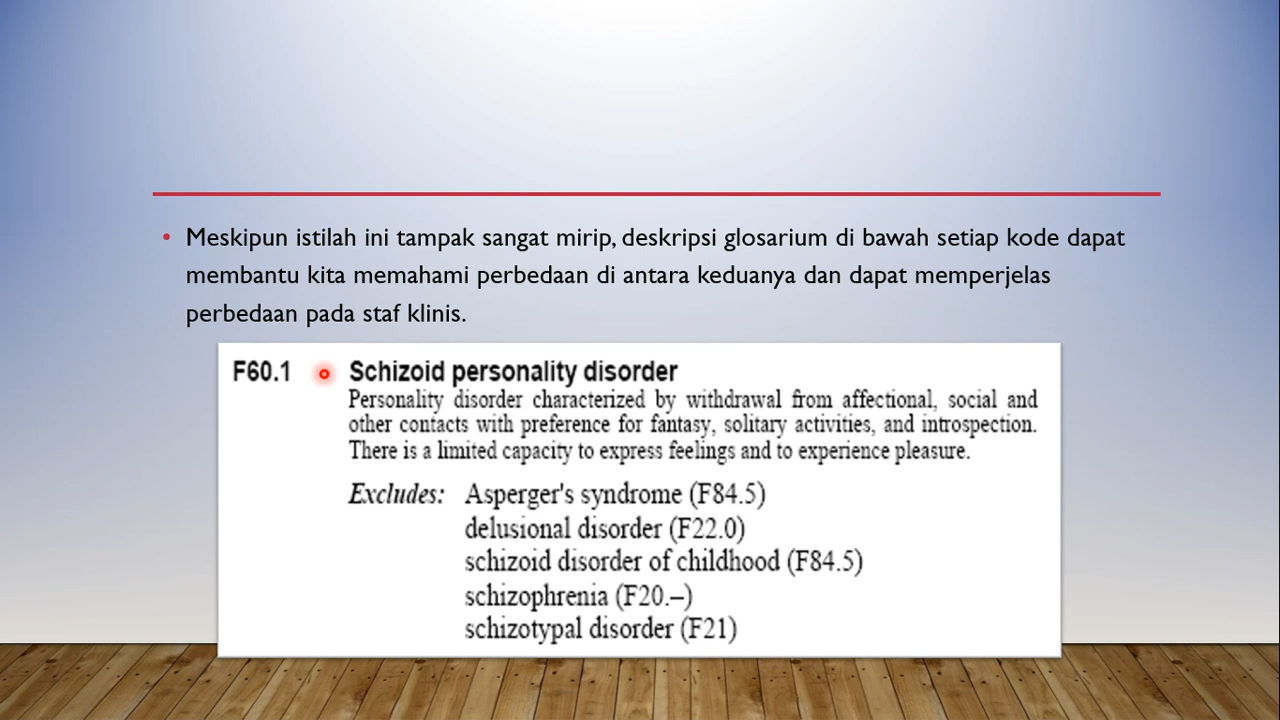 • Meskipun istilah ini tampak sangat mirip, deskripsi glosarium di bawah setiap kode dapat
membantu kita memahami perbedaan di antara keduanya dan dapat memperjelas
perbedaan pada staf klinis.
F60.1 Schizoid personality disorder
Personality disorder characterized by withdrawal from affectional, social and
other contacts with preference for fantasy, solitary activities, and introspection.
There is a limited capacity to express feelings and to experience pleasure.
Excludes: Asperger's syndrome (F84.5)
delusional disorder (F22.0)
schizoid disorder of childhood (F84.5)
schizophrenia (F20.–)
schizotypal disorder (F21)